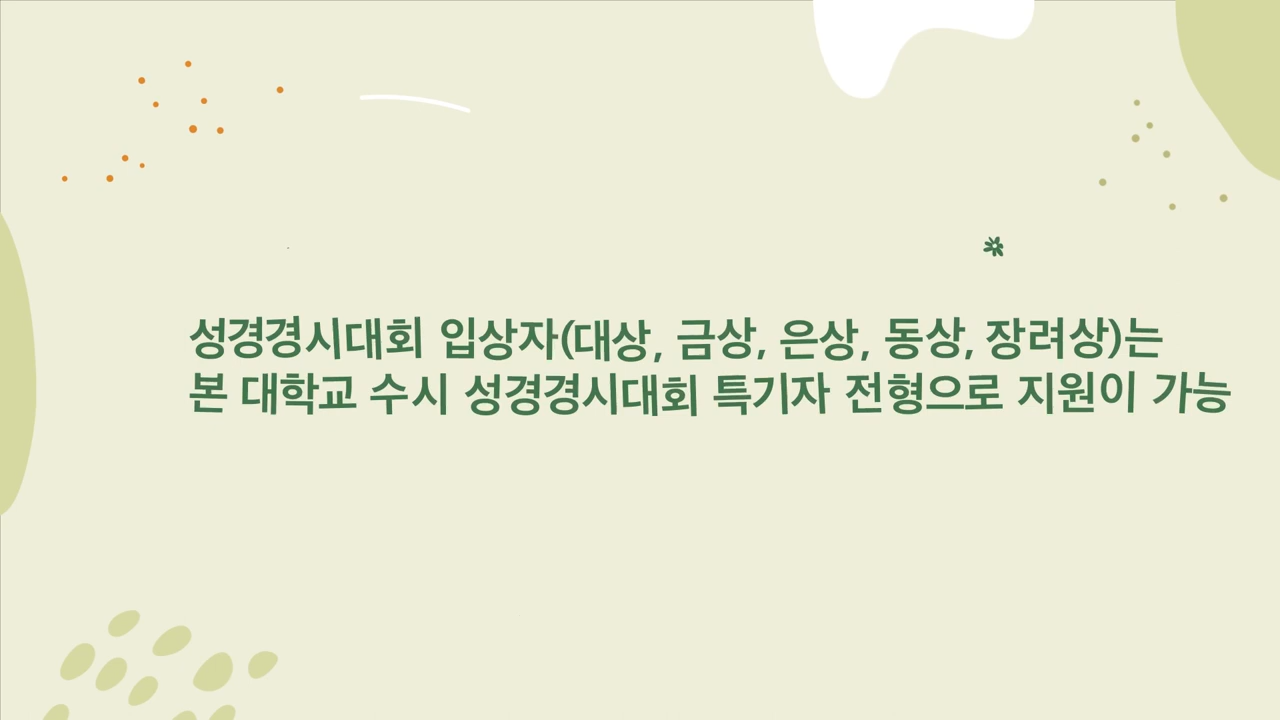 성경경시대회 입상자(대상, 금상, 은상, 동상, 장려상)는
본 대학교 수시 성경경시대회 특기자 전형으로 지원이 가능